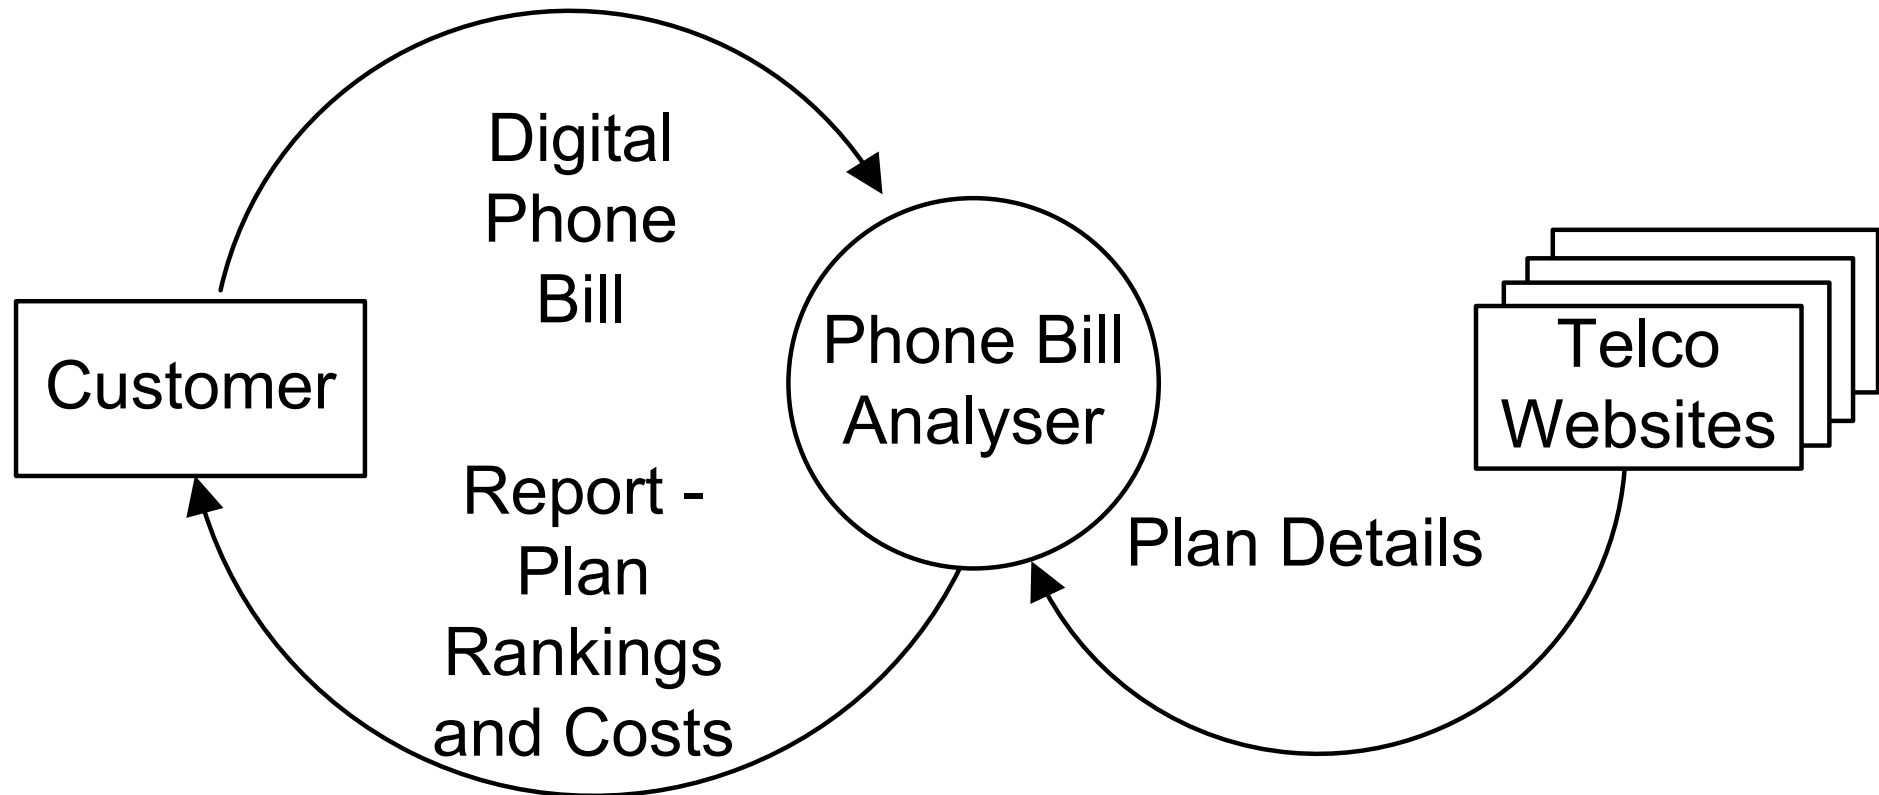 Digital
Phone
Bill
Customer
Phone Bill
Analyser
Telco
Websites
Report -
Plan
Rankings
and Costs
Plan Details